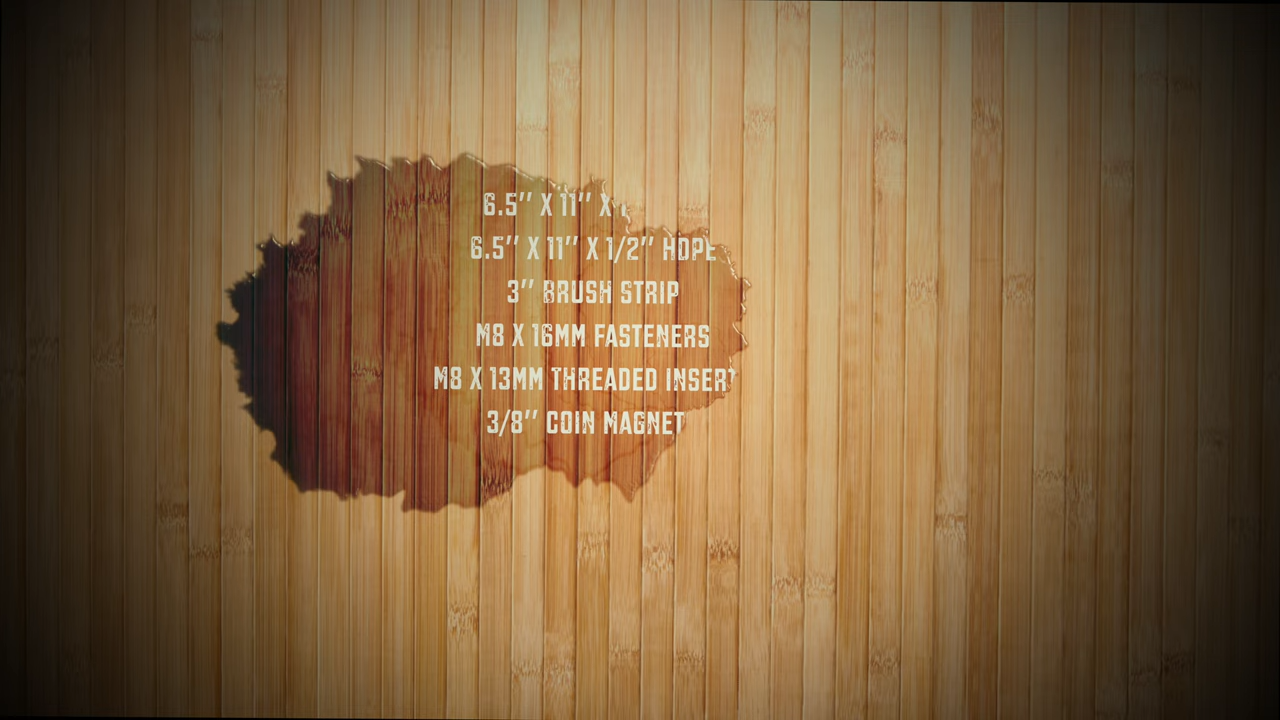 6.5" X 11" X
6.5" X 11" X 1/2" HDPE
3" BRUSH STRIP
M8 X 16MM FASTENERS
M8 X 13MM THREADED INSERT
3/8" COIN MAGNET